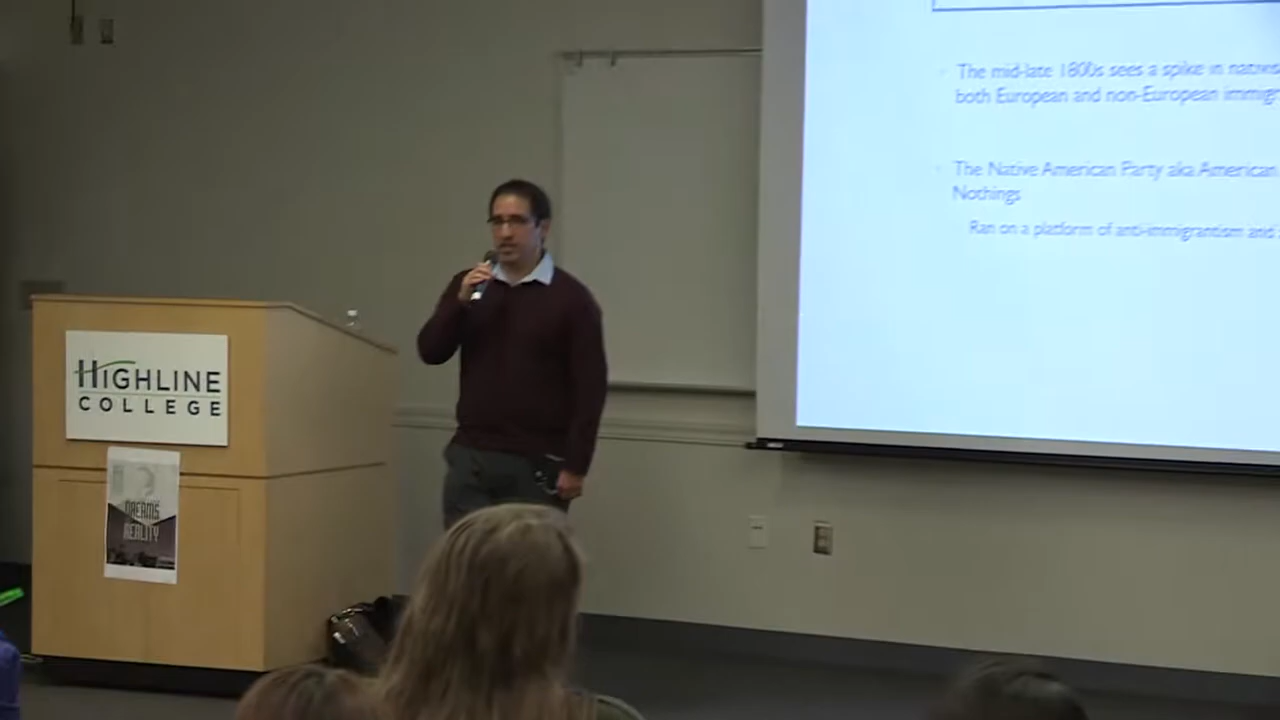 HIGHLINE
COLLEGE
DREAMS
REALITY
The mid-late 1800s sees a spike in
both European and non-European
The Native American Party aka American
Nothings
Ran on a platform of anti-immigrantism and